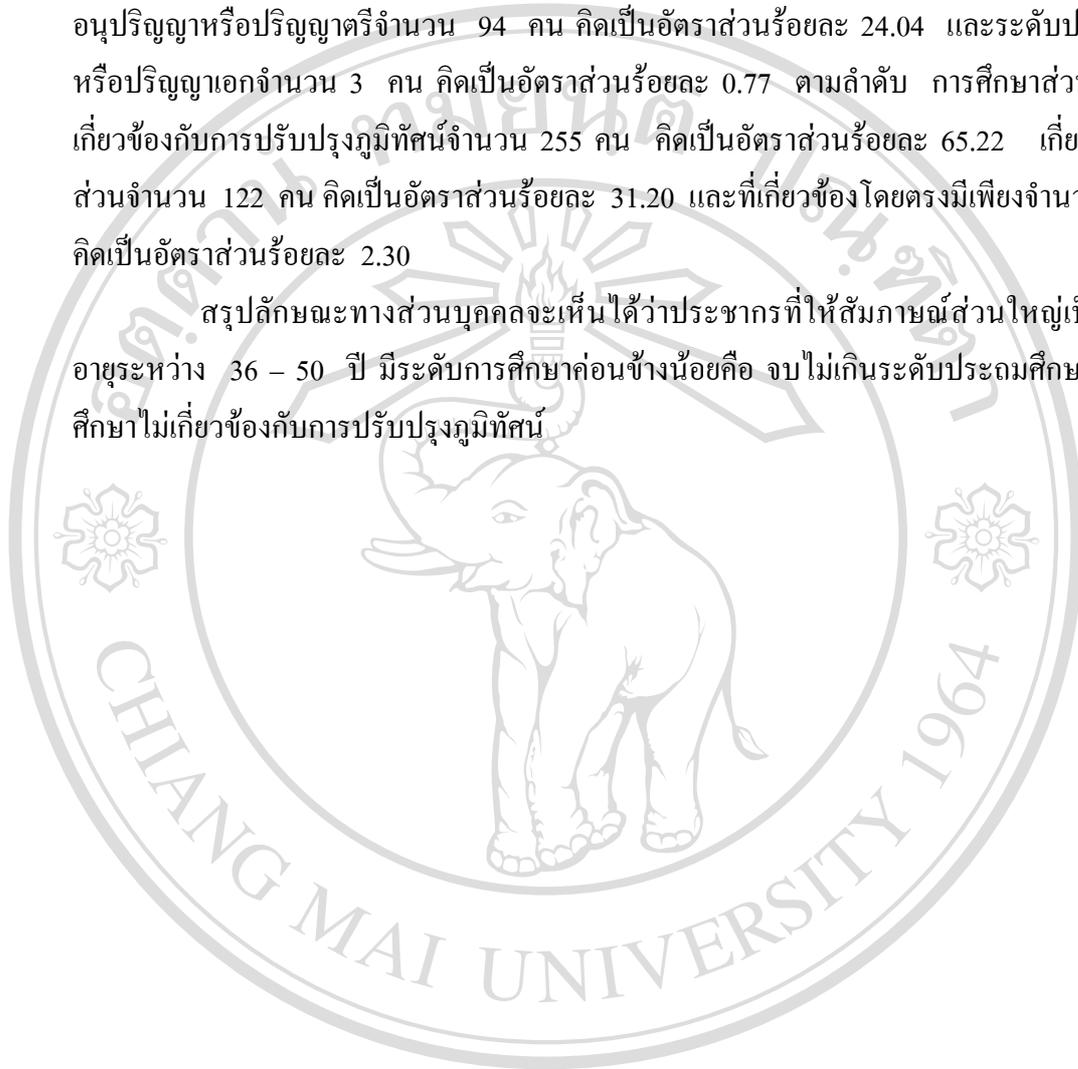 อนุปริญญาหรือปริญญาตรีจำนวน 94 คน คิดเป็นอัตราส่วนร้อยละ 24.04 และระดับป
หรือปริญญาเอกจำนวน 3 คน คิดเป็นอัตราส่วนร้อยละ 0.77 ตามลำดับ การศึกษาส่ว
เกี่ยวข้องกับการปรับปรุงภูมิทัศน์จำนวน 255 คน คิดเป็นอัตราส่วนร้อยละ 65.22 เกี่ย
ส่วนจำนวน 122 คน คิดเป็นอัตราส่วนร้อยละ 31.20 และที่เกี่ยวข้องโดยตรงมีเพียงจำนว
คิดเป็นอัตราส่วนร้อยละ 2.30
สรุปลักษณะทางส่วนบุคคลจะเห็นได้ว่าประชากรที่ให้สัมภาษณ์ส่วนใหญ่เป็
อายุระหว่าง 36 – 50 ปี มีระดับการศึกษาค่อนข้างน้อยคือ จบไม่เกินระดับประถมศึกษ
ศึกษาไม่เกี่ยวข้องกับการปรับปรุงภูมิทัศน์
อตฺตานํ ทมยนฺติ ปณฺฑิตา
CHIANG MAI UNIVERSITY 1964